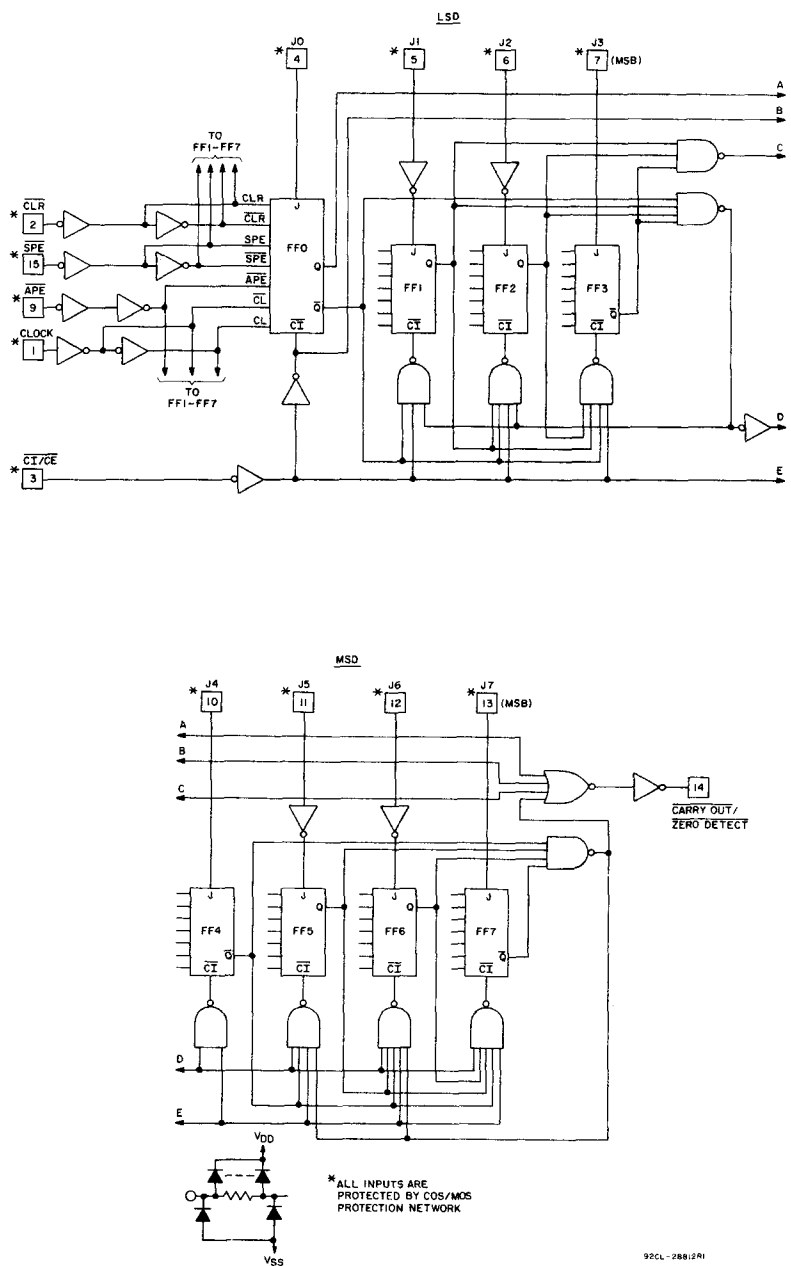 LSD
J0
* 4
J1
* 5
J2
* 6
J3
* 7 (MSB)
A
B
C
TO
FF1-FF7
CLR
* 2
SPE
* 15
APE
* 9
* CLOCK
1
CLR
CLR
SPE
SPE
APE
CL
CL
J
FF0
Q
Q
CI
J
Q
FF1
CI
J
Q
FF2
CI
J
FF3
Q
CI
TO
FF1-FF7
D
CI/CE
* 3
E
MSD
J4
* 10
J5
* 11
J6
* 12
J7
* 13 (MSB)
A
B
C
14
CARRY OUT/
ZERO DETECT
J
FF4
Q
CI
J
Q
FF5
CI
J
Q
FF6
CI
J
FF7
Q
CI
D
E
VDD
VSS
*ALL INPUTS ARE
PROTECTED BY COS/MOS
PROTECTION NETWORK
92CL-28812R1